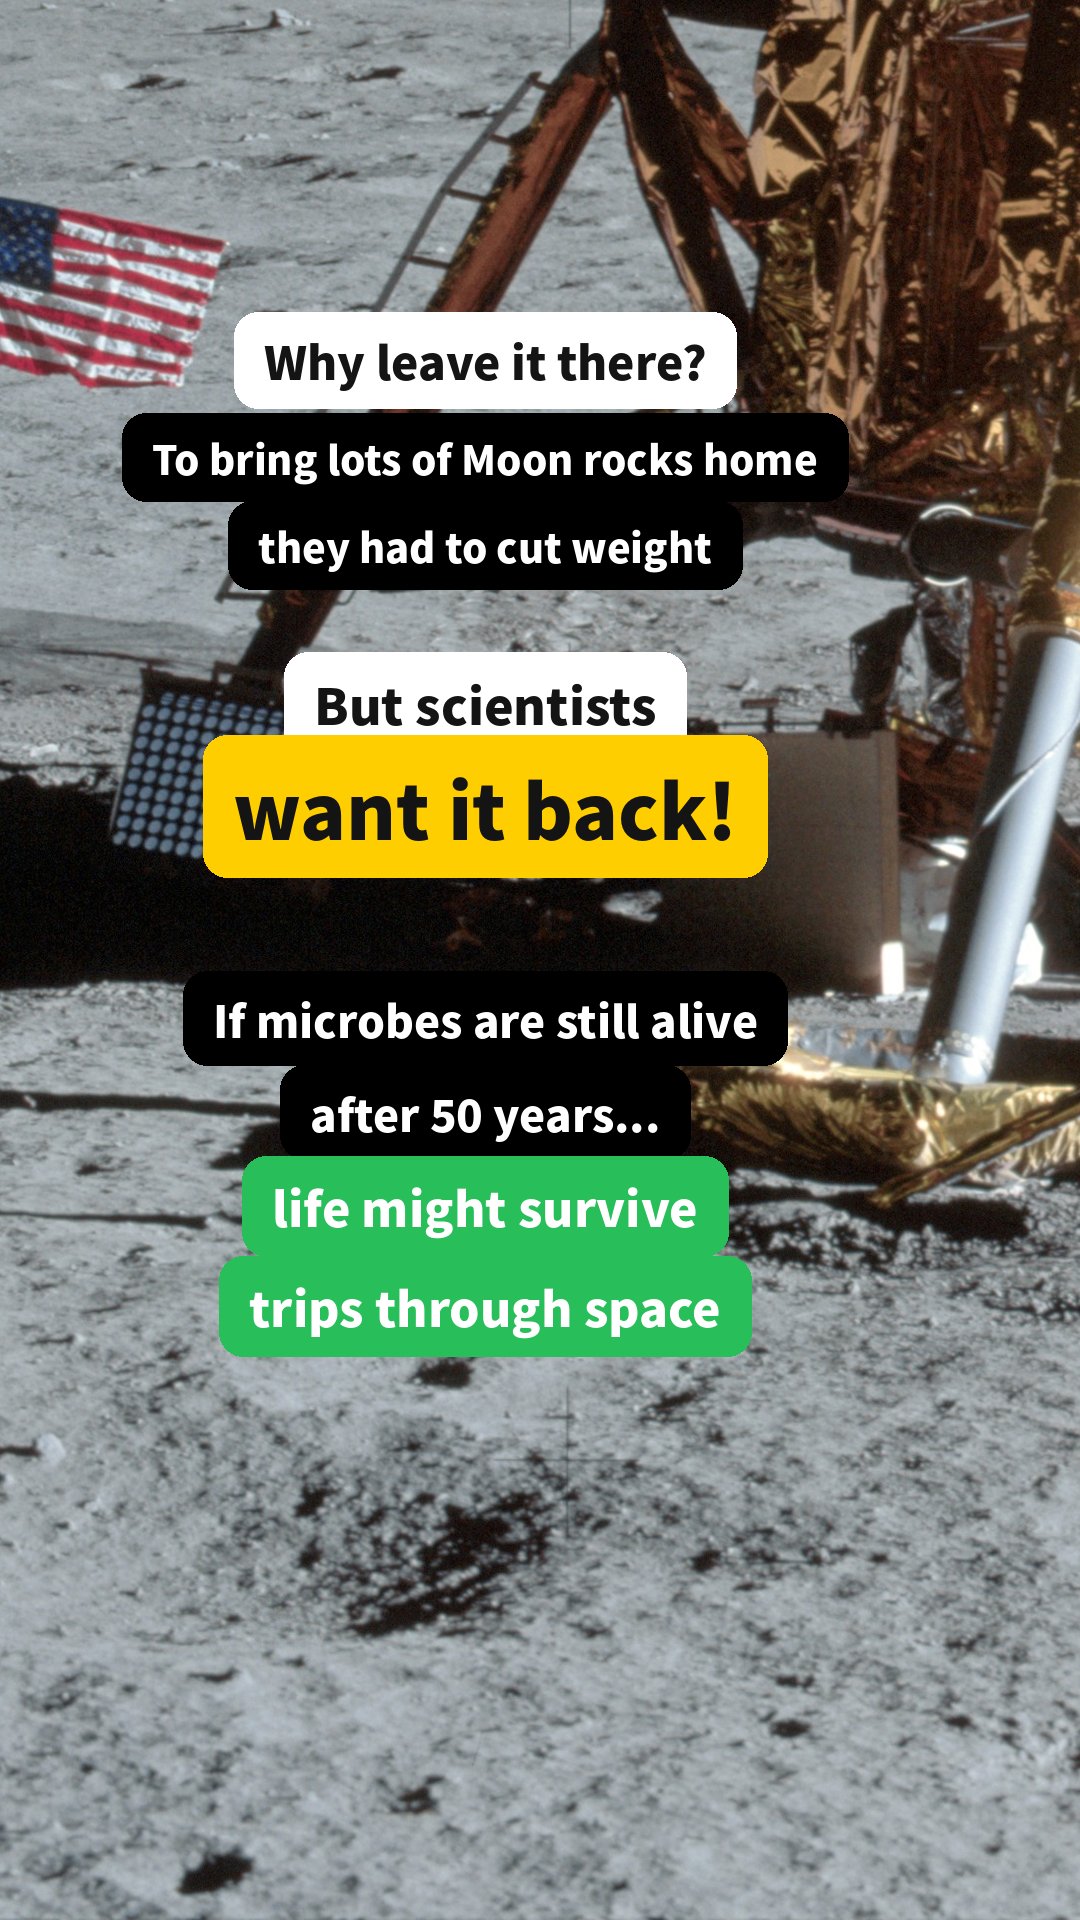 Why leave it there?
To bring lots of Moon rocks home
they had to cut weight
But scientists
want it back!
If microbes are still alive
after 50 years...
life might survive
trips through space